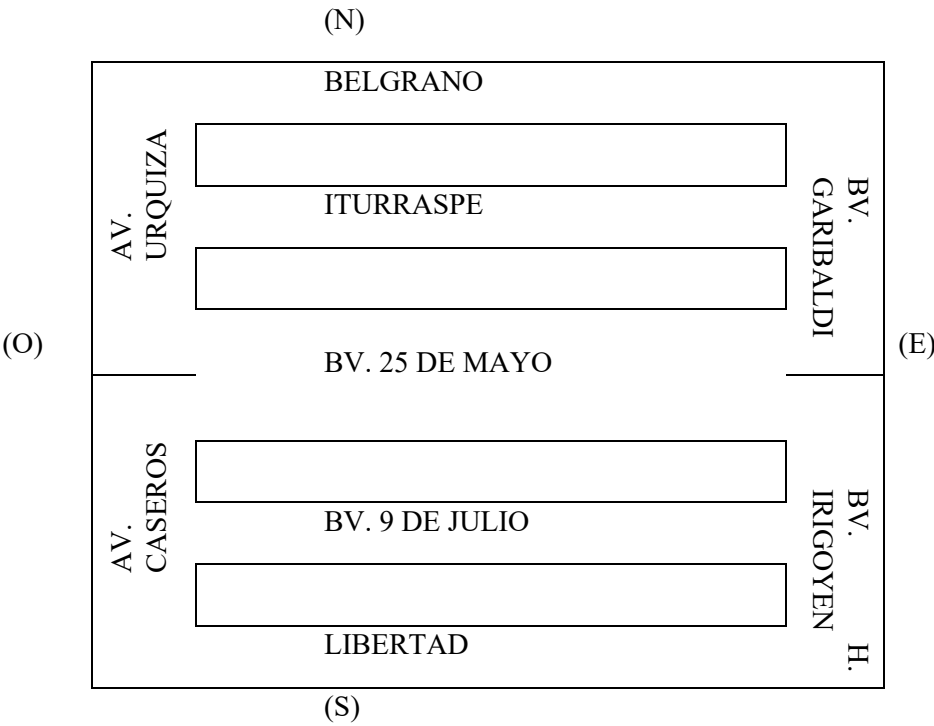 (N)
BELGRANO
AV.
URQUIZA
ITURRASPE
BV.
GARIBALDI
(O)
BV. 25 DE MAYO
(E)
AV.
CASEROS
BV. 9 DE JULIO
BV. H.
IRIGOYEN
LIBERTAD
(S)